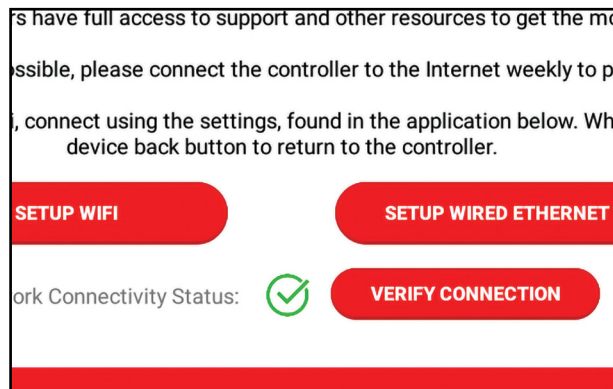 rs have full access to support and other resources to get the mo
ossible, please connect the controller to the Internet weekly to p
i, connect using the settings, found in the application below. Wh
device back button to return to the controller.
SETUP WIFI SETUP WIRED ETHERNET
ork Connectivity Status: VERIFY CONNECTION